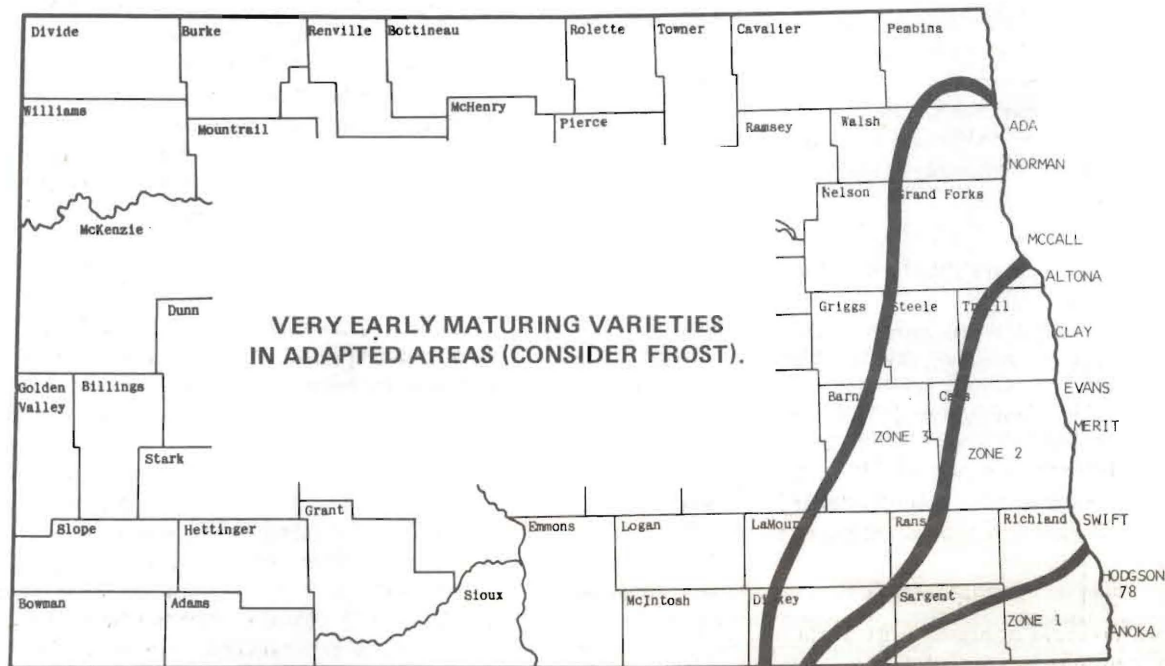 Divide Burke Renville Bottineau Rolette Towner Cavalier Pembina
Williams
Mountrail
McHenry
Pierce
Ramsey
Walsh
ADA
NORMAN
Nelson
Grand Forks
McKenzie
MCCALL
ALTONA
Dunn
Griggs
Steele
VERY EARLY MATURING VARIETIES
IN ADAPTED AREAS (CONSIDER FROST).
CLAY
Golden
Valley
Billings
EVANS
MERIT
Barn
ZONE 3
ZONE 2
Stark
Grant
Slope
Hettinger
Emmons
Logan
LaMour
Rans
Richland
SWIFT
Bowman
Adams
Sioux
McIntosh
Sargent
ZONE 1
HODGSON
78
ANOKA